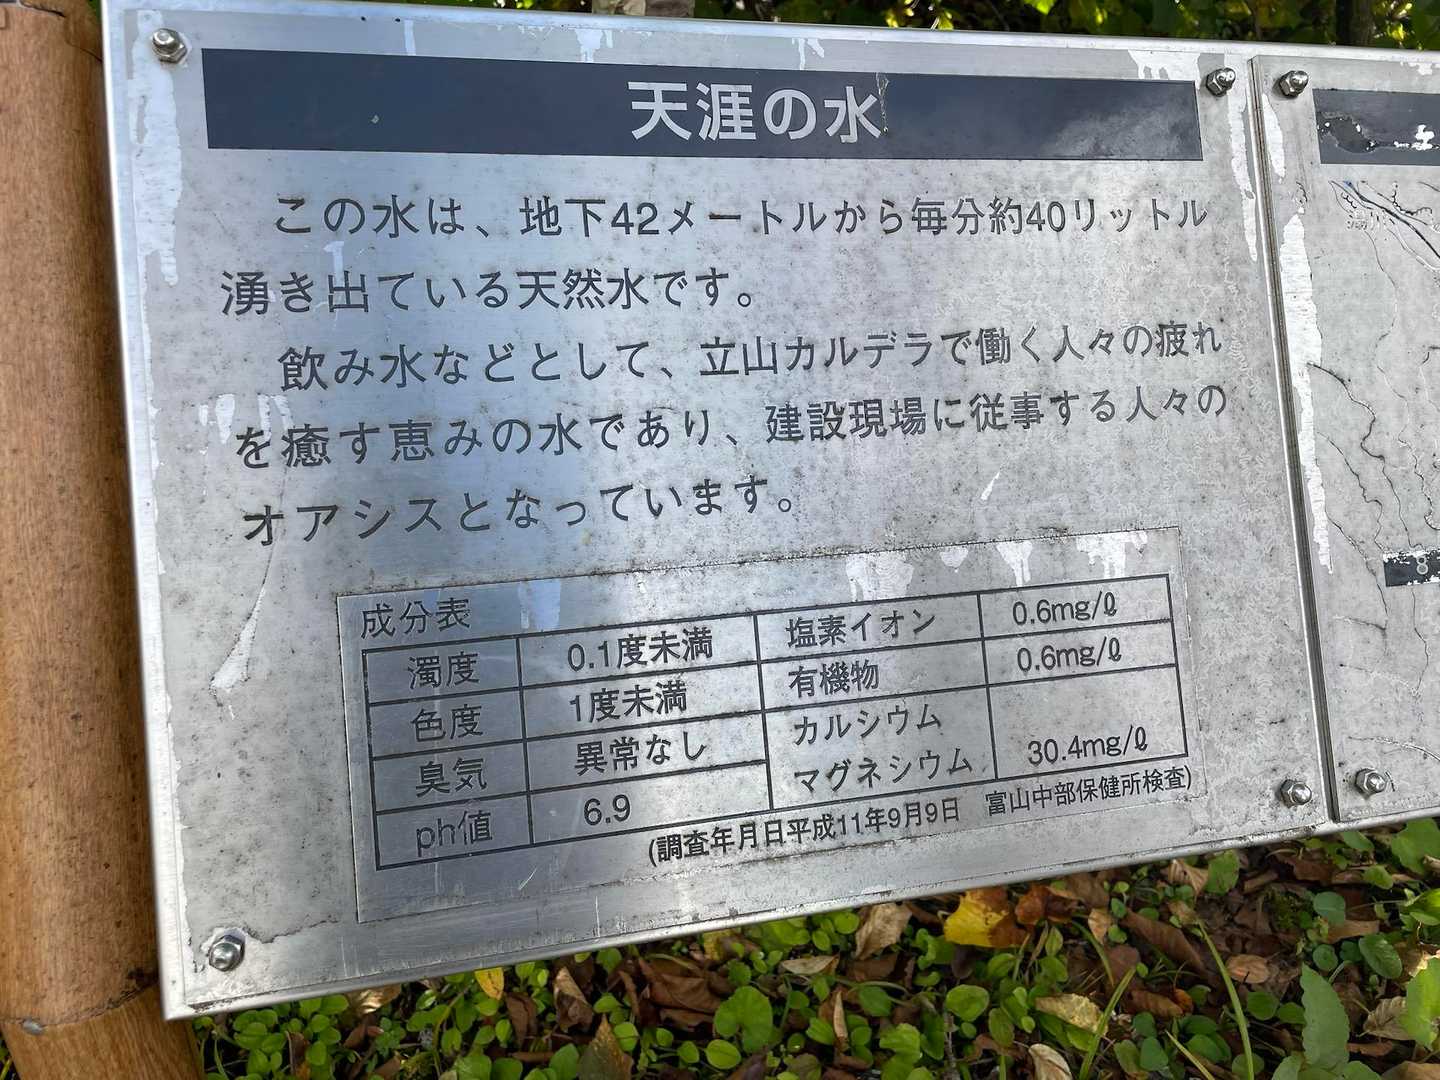 天涯の水
この水は、地下42メートルから毎分約40リットル
湧き出ている天然水です。
飲み水などとして、立山カルデラで働く人々の疲れ
を癒す恵みの水であり、建設現場に従事する人々の
オアシスとなっています。
成分表
濁度 0.1度未満 塩素イオン 0.6mg/ℓ
色度 1度未満 有機物 0.6mg/ℓ
臭気 異常なし カルシウム
マグネシウム 30.4mg/ℓ
ph値 6.9
(調査年月日平成11年9月9日 富山中部保健所検査)
8